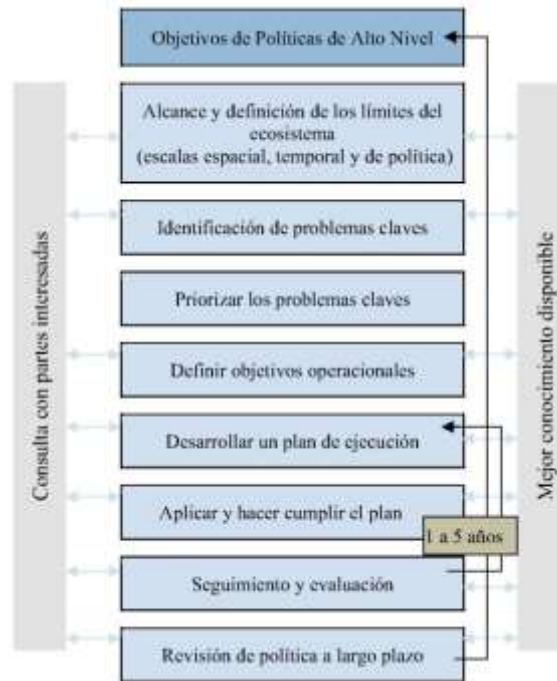 Objetivos de Políticas de Alto Nivel
Consulta con partes interesadas
Alcance y definición de los límites del
ecosistema
(escalas espacial, temporal y de política)
Identificación de problemas claves
Priorizar los problemas claves
Definir objetivos operacionales
Desarrollar un plan de ejecución
Aplicar y hacer cumplir el plan
1 a 5 años
Seguimiento y evaluación
Revisión de política a largo plazo
Mejor conocimiento disponible